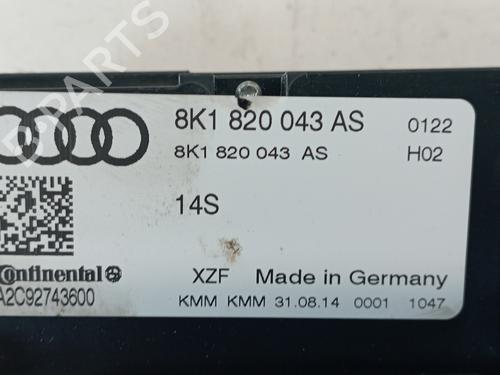 8K1 820 043 AS 0122
8K1 820 043 AS H02
14S
Continental
A2C92743600
XZF Made in Germany
KMM KMM 31.08.14 0001 1047